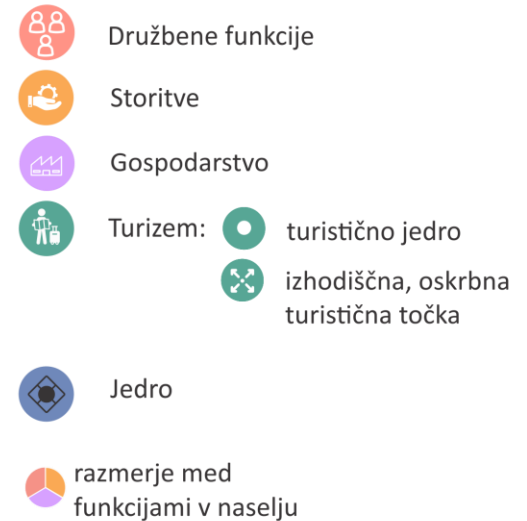 Družbene funkcije
Storitve
Gospodarstvo
Turizem:
turistično jedro
izhodiščna, oskrbna
turistična točka
Jedro
razmerje med
funkcijami v naselju